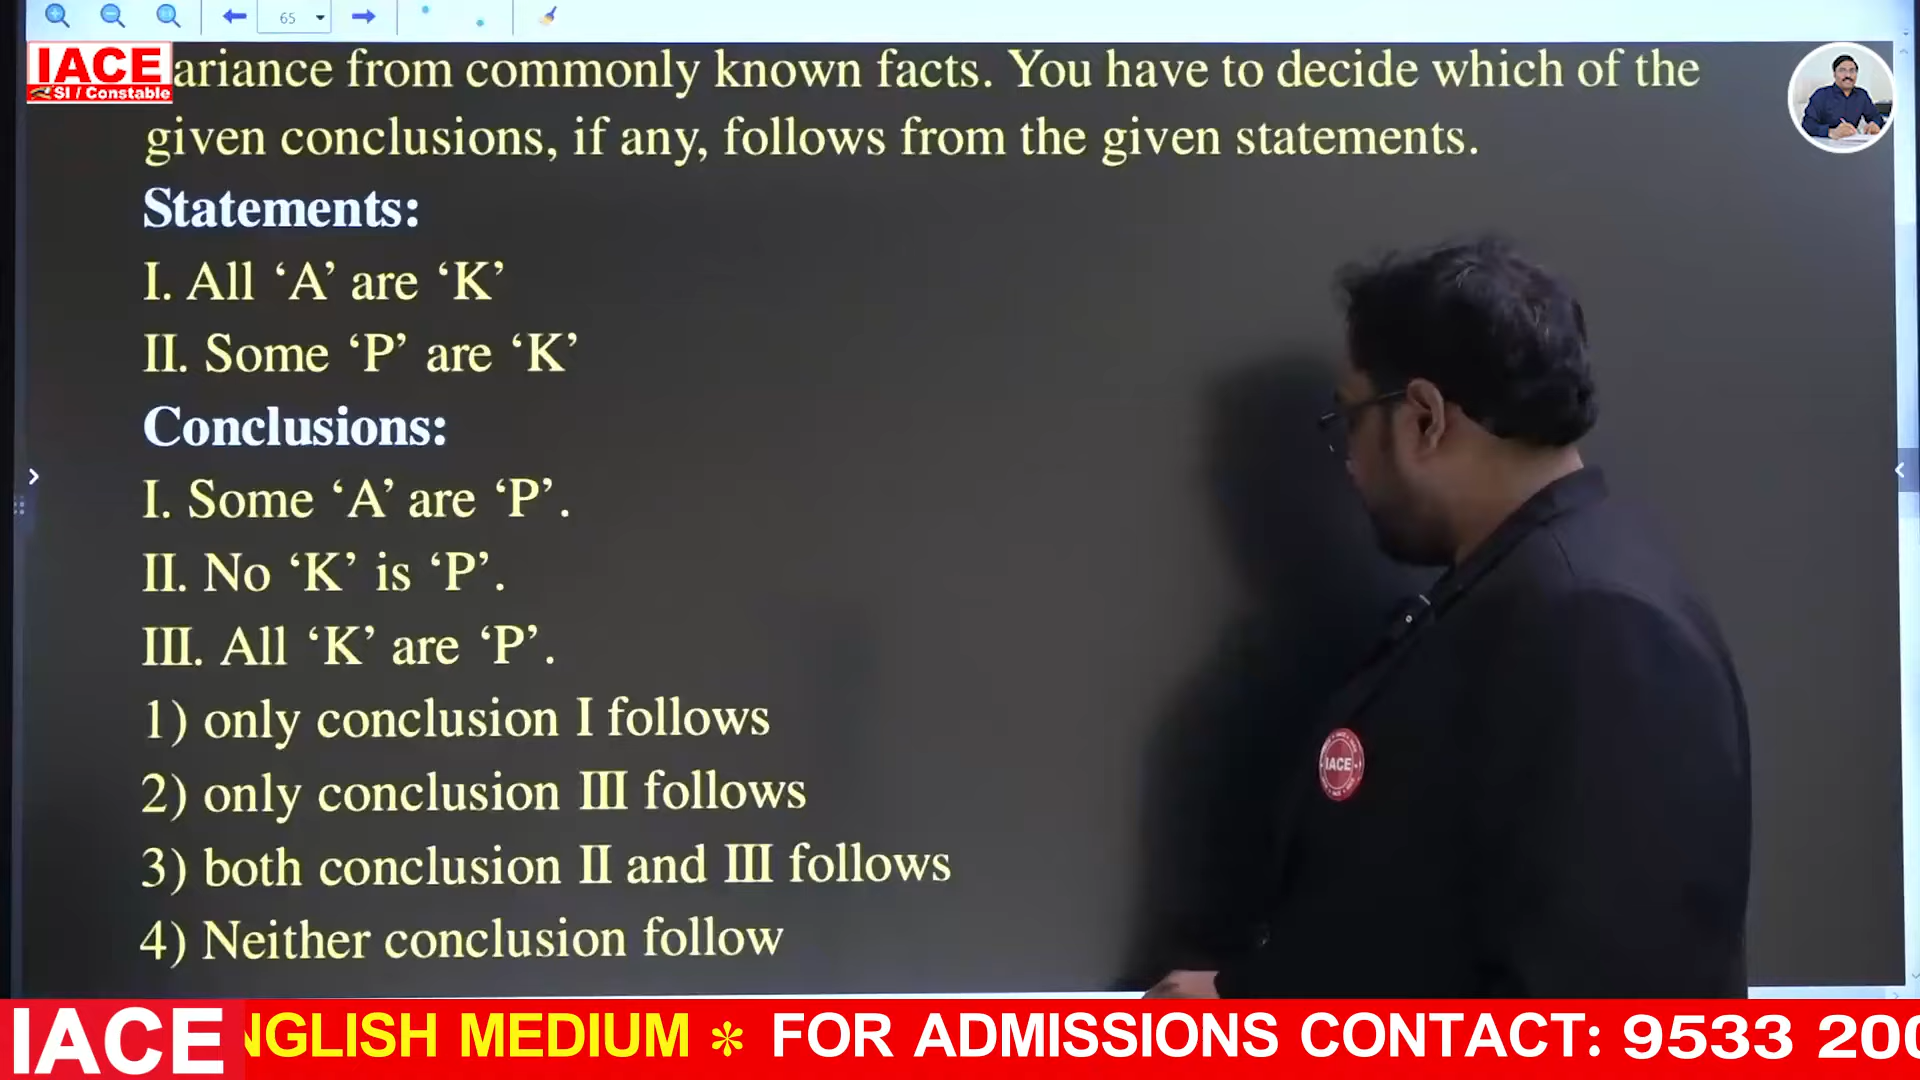 65
IACE
SI / Constable
ariance from commonly known facts. You have to decide which of the
given conclusions, if any, follows from the given statements.
Statements:
I. All ‘A’ are ‘K’
II. Some ‘P’ are ‘K’
Conclusions:
I. Some ‘A’ are ‘P’.
II. No ‘K’ is ‘P’.
III. All ‘K’ are ‘P’.
1) only conclusion I follows
2) only conclusion III follows
3) both conclusion II and III follows
4) Neither conclusion follow
IACE
IACE
NGLISH MEDIUM * FOR ADMISSIONS CONTACT: 9533 200